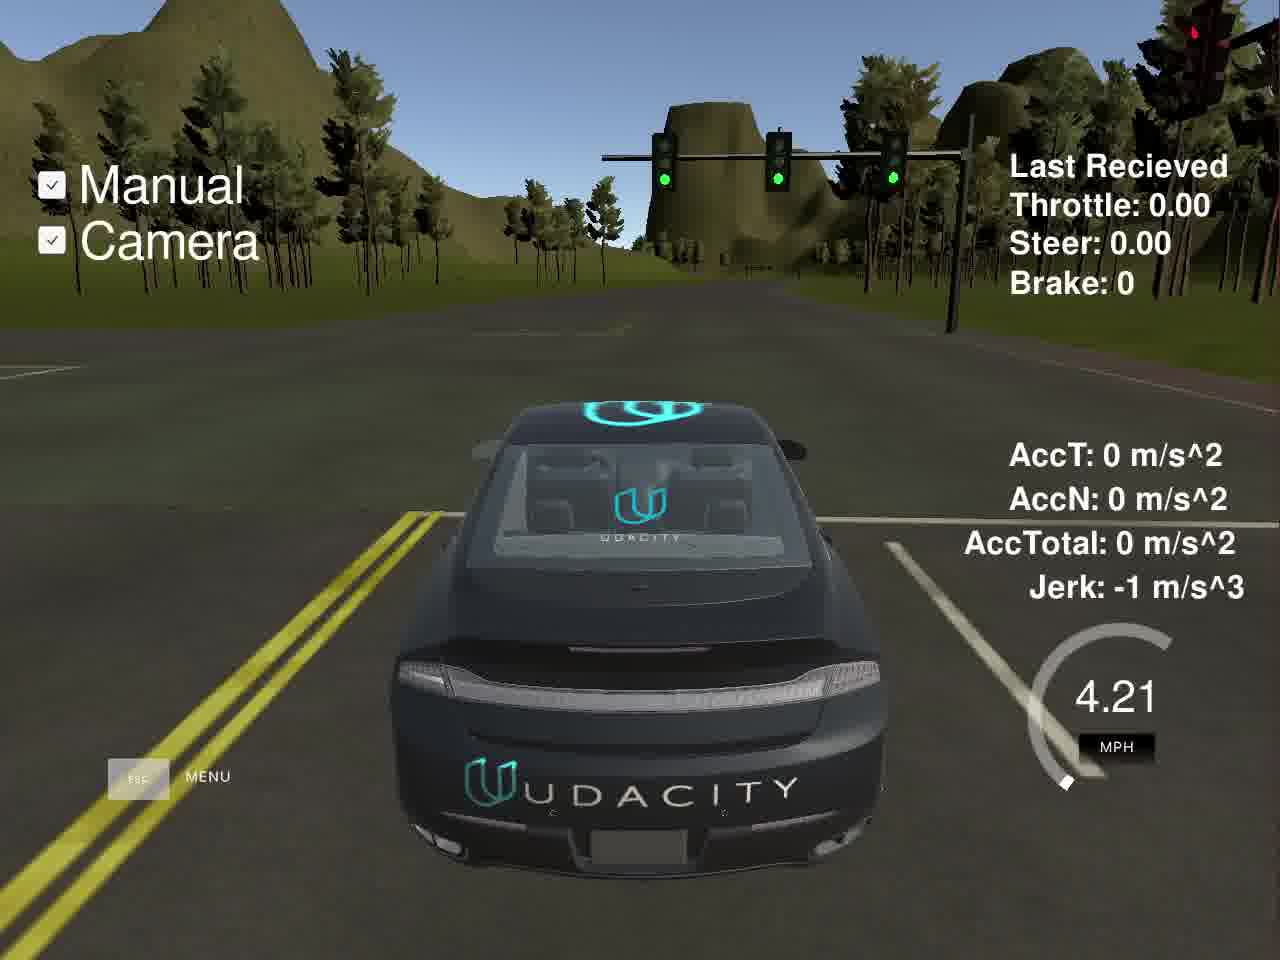 Manual
Camera
Last Recieved
Throttle: 0.00
Steer: 0.00
Brake: 0
AccT: 0 m/s^2
AccN: 0 m/s^2
AccTotal: 0 m/s^2
Jerk: -1 m/s^3
4.21
MPH
ESC MENU
UDACITY
UDACITY